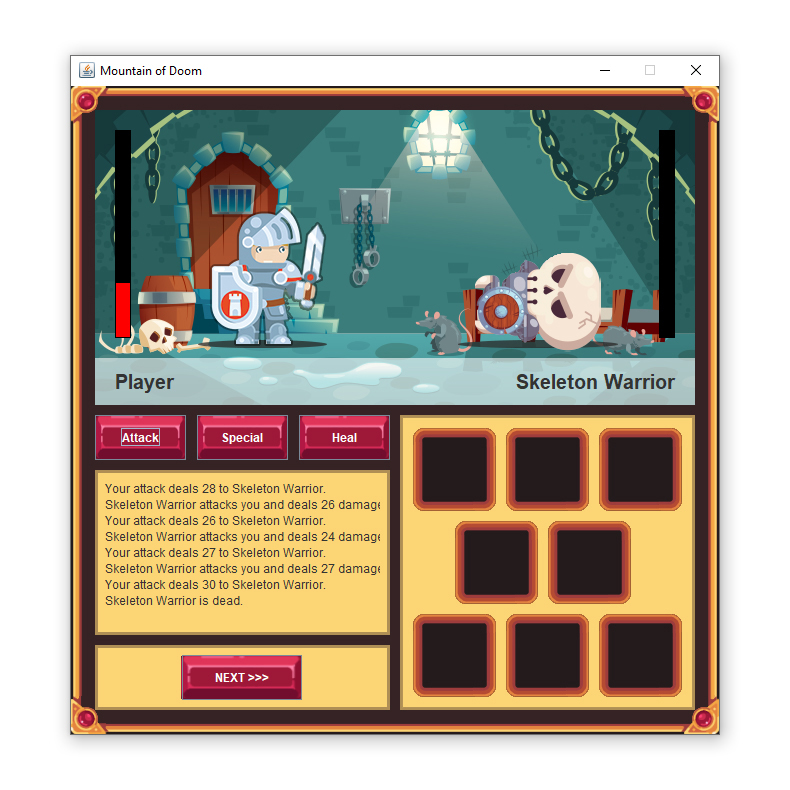 Mountain of Doom
Player
Skeleton Warrior
Attack
Special
Heal
Your attack deals 28 to Skeleton Warrior.
Skeleton Warrior attacks you and deals 26 damage
Your attack deals 26 to Skeleton Warrior.
Skeleton Warrior attacks you and deals 24 damage
Your attack deals 27 to Skeleton Warrior.
Skeleton Warrior attacks you and deals 27 damage
Your attack deals 30 to Skeleton Warrior.
Skeleton Warrior is dead.
NEXT >>>